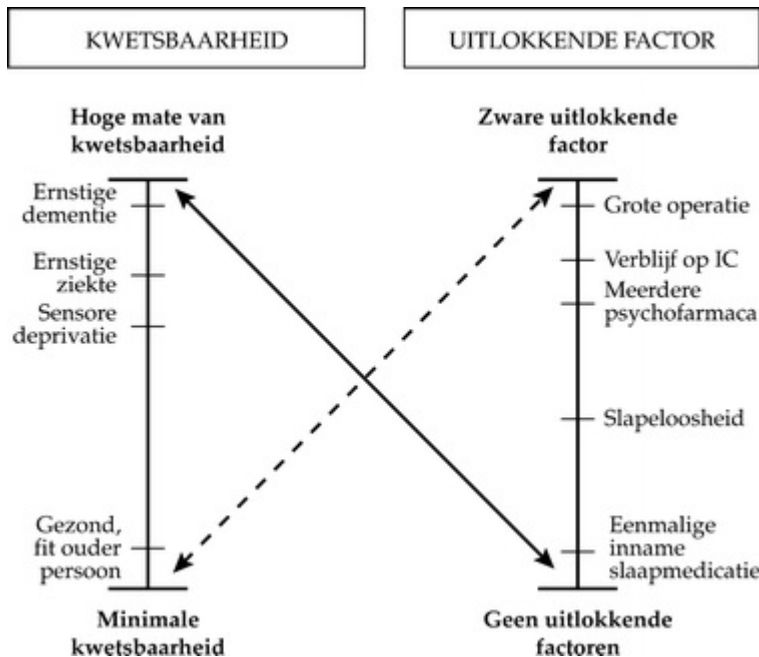 KWETSBAARHEID
UITLOKKENDE FACTOR
Hoge mate van
kwetsbaarheid
Ernstige
dementie
Ernstige
ziekte
Sensore
deprivatie
Gezond,
fit ouder
persoon
Minimale
kwetsbaarheid
Zware uitlokkende
factor
Grote operatie
Verblijf op IC
Meerdere
psychofarmaca
Slapeloosheid
Eenmalige
inname
slaapmedicatie
Geen uitlokkende
factoren